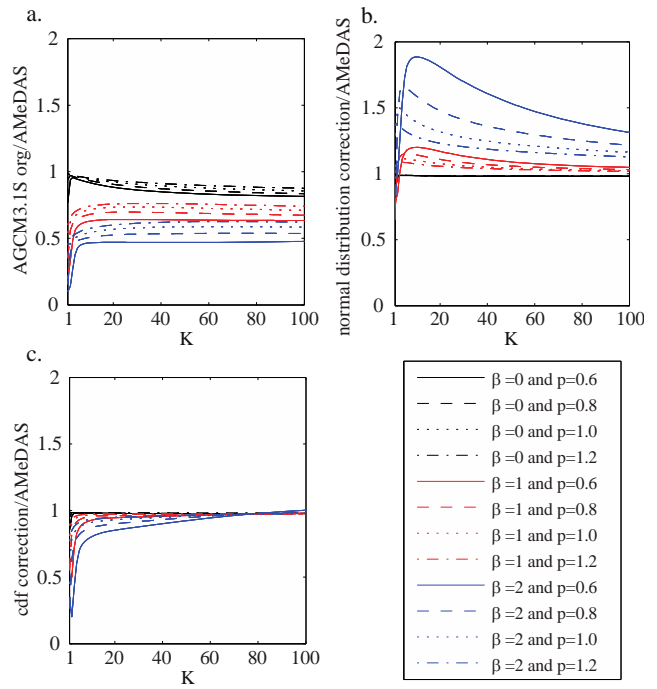 a.
2
1.5
1
0.5
0
1 20 40 60 80 100
K
AGCM3.1S org/AMeDAS
b.
2
1.5
1
0.5
0
1 20 40 60 80 100
K
normal distribution correction/AMeDAS
c.
2
1.5
1
0.5
0
1 20 40 60 80 100
K
cdf correction/AMeDAS
β =0 and p=0.6
β =0 and p=0.8
β =0 and p=1.0
β =0 and p=1.2
β =1 and p=0.6
β =1 and p=0.8
β =1 and p=1.0
β =1 and p=1.2
β =2 and p=0.6
β =2 and p=0.8
β =2 and p=1.0
β =2 and p=1.2